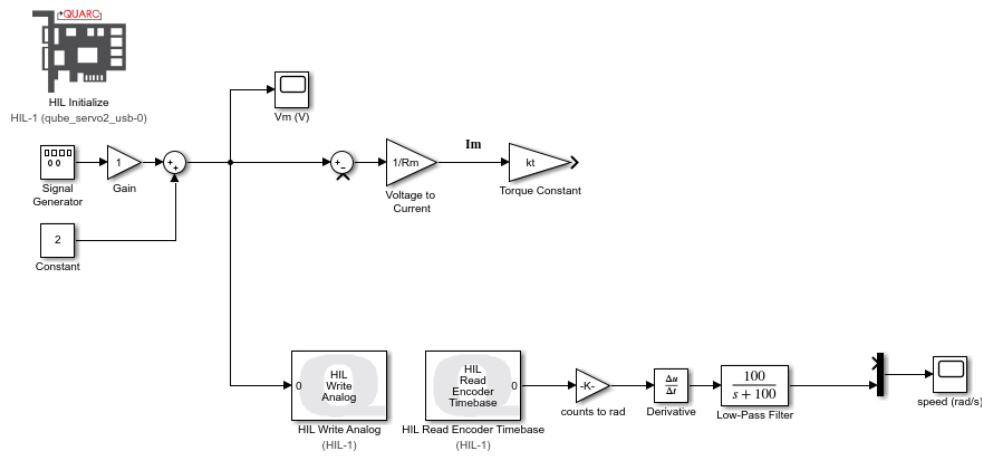 QUARC
HIL Initialize
HIL-1 (qube_servo2_usb-0)
Vm (V)
Signal
Generator
1
Gain
+
+
+
−
1/Rm
Voltage to
Current
Im
kt
Torque Constant
2
Constant
0
HIL
Write
Analog
HIL Write Analog
(HIL-1)
HIL
Read
Encoder
Timebase
0
HIL Read Encoder Timebase
(HIL-1)
-K-
counts to rad
Δu
Δt
Derivative
100
s + 100
Low-Pass Filter
speed (rad/s)